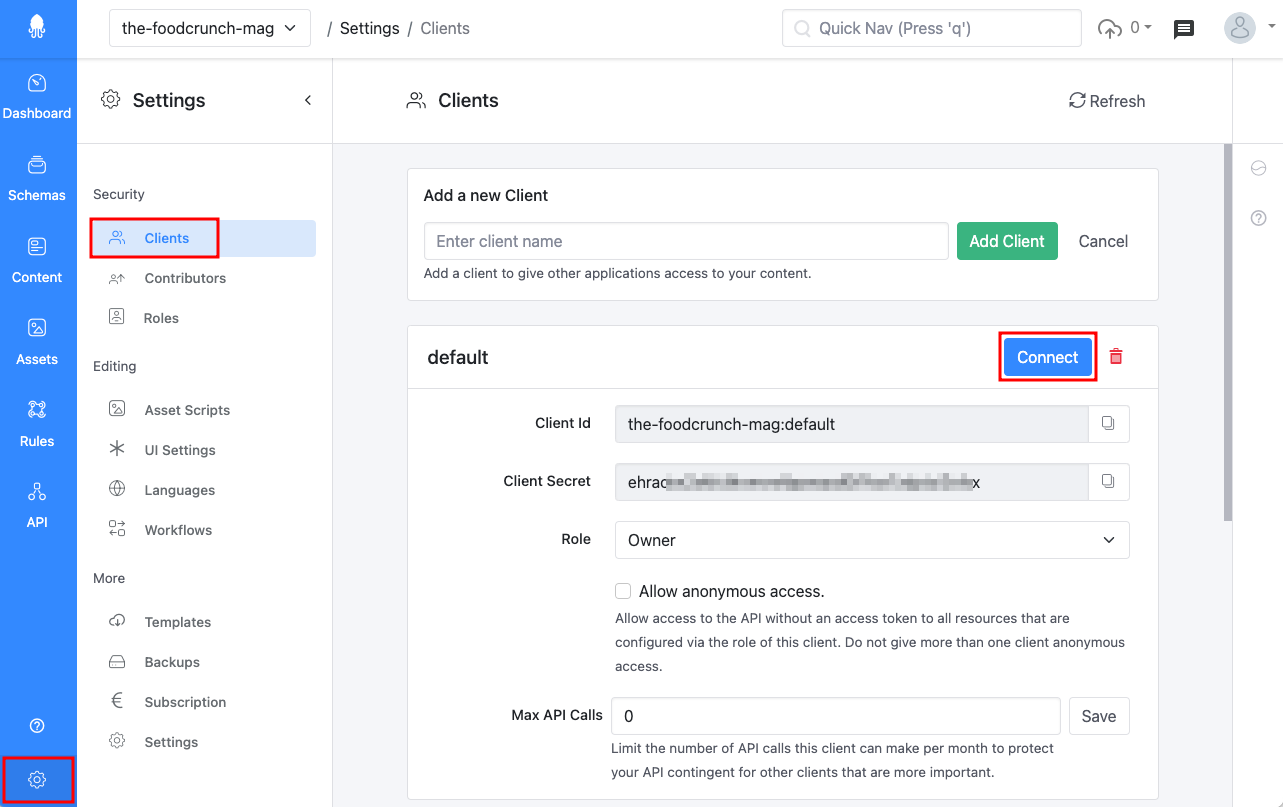 the-foodcrunch-mag / Settings / Clients
Quick Nav (Press 'q')
0
Dashboard
Schemas
Content
Assets
Rules
API
Settings
Security
Clients
Contributors
Roles
Editing
Asset Scripts
UI Settings
Languages
Workflows
More
Templates
Backups
Subscription
Settings
Clients
Refresh
Add a new Client
Enter client name
Add Client
Cancel
Add a client to give other applications access to your content.
default
Connect
Client Id
the-foodcrunch-mag:default
Client Secret
Role
Owner
Allow anonymous access.
Allow access to the API without an access token to all resources that are
configured via the role of this client. Do not give more than one client anonymous
access.
Max API Calls
0
Save
Limit the number of API calls this client can make per month to protect
your API contingent for other clients that are more important.